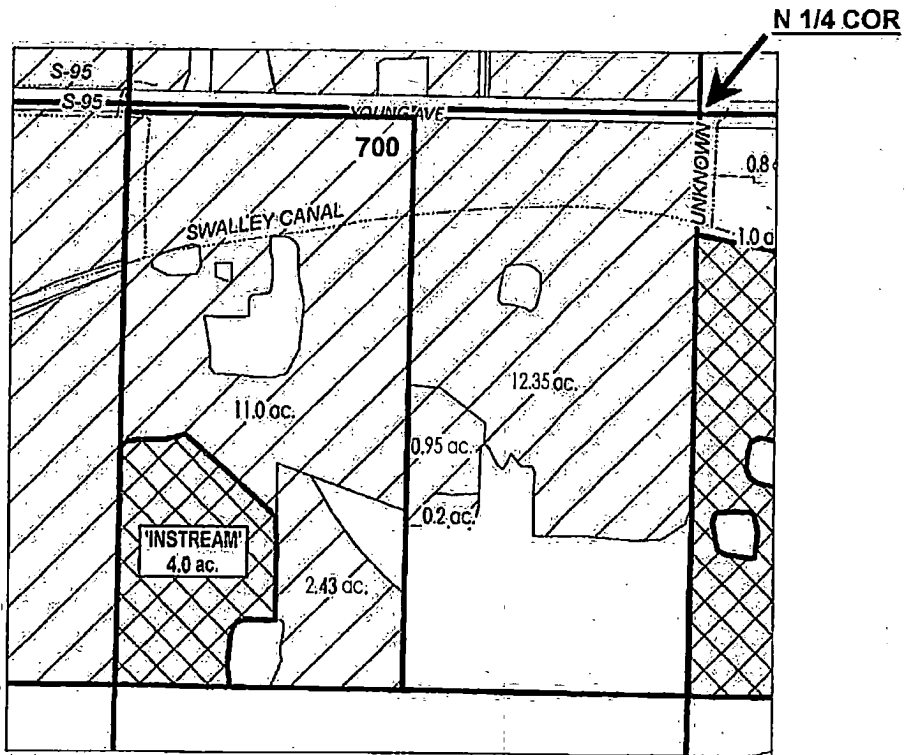 N 1/4 COR
S-95
S-95
YOUNG AVE
700
UNKNOWN
0.8
SWALLEY CANAL
1.0 a
12.35 ac.
11.0 ac.
0.95 ac.
0.2 ac.
'INSTREAM'
4.0 ac.
2.43 ac.